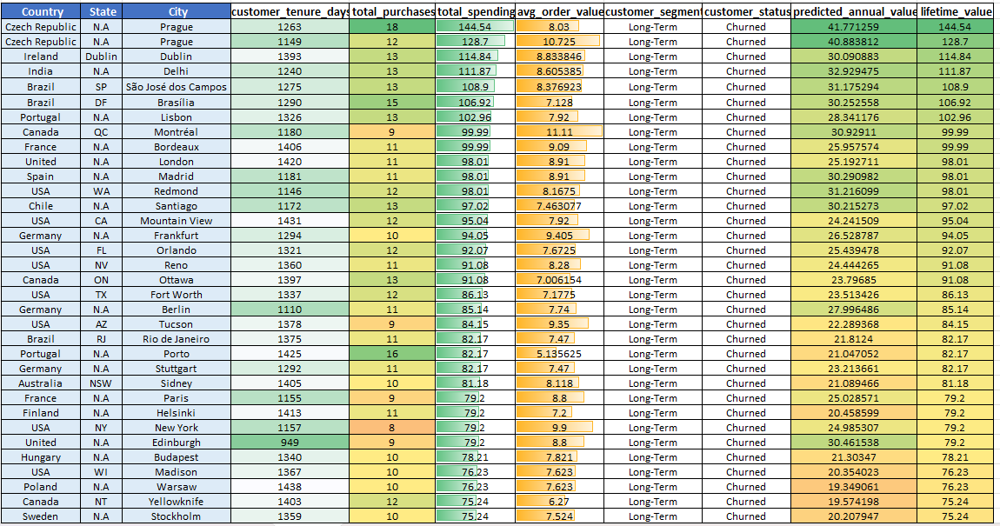 Country State City customer_tenure_days total_purchases total_spending avg_order_value customer_segment customer_status predicted_annual_value lifetime_value
Czech Republic N.A Prague 1263 18 144.54 8.03 Long-Term Churned 41.771259 144.54
Czech Republic N.A Prague 1149 12 128.7 10.725 Long-Term Churned 40.883812 128.7
Ireland Dublin Dublin 1393 13 114.84 8.833846 Long-Term Churned 30.090883 114.84
India N.A Delhi 1240 13 111.87 8.605385 Long-Term Churned 32.929475 111.87
Brazil SP São José dos Campos 1275 13 108.9 8.376923 Long-Term Churned 31.175294 108.9
Brazil DF Brasília 1290 15 106.92 7.128 Long-Term Churned 30.252558 106.92
Portugal N.A Lisbon 1326 13 102.96 7.92 Long-Term Churned 28.341176 102.96
Canada QC Montréal 1180 9 99.99 11.11 Long-Term Churned 30.92911 99.99
France N.A Bordeaux 1406 11 99.99 9.09 Long-Term Churned 25.957574 99.99
United N.A London 1420 11 98.01 8.91 Long-Term Churned 25.192711 98.01
Spain N.A Madrid 1181 11 98.01 8.91 Long-Term Churned 30.290982 98.01
USA WA Redmond 1146 12 98.01 8.1675 Long-Term Churned 31.216099 98.01
Chile N.A Santiago 1172 13 97.02 7.463077 Long-Term Churned 30.215273 97.02
USA CA Mountain View 1431 12 95.04 7.92 Long-Term Churned 24.241509 95.04
Germany N.A Frankfurt 1294 10 94.05 9.405 Long-Term Churned 26.528787 94.05
USA FL Orlando 1321 12 92.07 7.6725 Long-Term Churned 25.439478 92.07
USA NV Reno 1360 11 91.08 8.28 Long-Term Churned 24.444265 91.08
Canada ON Ottawa 1397 13 91.08 7.006154 Long-Term Churned 23.79685 91.08
USA TX Fort Worth 1337 12 86.13 7.1775 Long-Term Churned 23.513426 86.13
Germany N.A Berlin 1110 11 85.14 7.74 Long-Term Churned 27.996486 85.14
USA AZ Tucson 1378 9 84.15 9.35 Long-Term Churned 22.289368 84.15
Brazil RJ Rio de Janeiro 1375 11 82.17 7.47 Long-Term Churned 21.8124 82.17
Portugal N.A Porto 1425 16 82.17 5.135625 Long-Term Churned 21.047052 82.17
Germany N.A Stuttgart 1292 11 82.17 7.47 Long-Term Churned 23.213661 82.17
Australia NSW Sidney 1405 10 81.18 8.118 Long-Term Churned 21.089466 81.18
France N.A Paris 1155 9 79.2 8.8 Long-Term Churned 25.028571 79.2
Finland N.A Helsinki 1413 11 79.2 7.2 Long-Term Churned 20.458599 79.2
USA NY New York 1157 8 79.2 9.9 Long-Term Churned 24.985307 79.2
United N.A Edinburgh 949 9 79.2 8.8 Long-Term Churned 30.461538 79.2
Hungary N.A Budapest 1340 10 78.21 7.821 Long-Term Churned 21.30347 78.21
USA WI Madison 1367 10 76.23 7.623 Long-Term Churned 20.354023 76.23
Poland N.A Warsaw 1438 10 76.23 7.623 Long-Term Churned 19.349061 76.23
Canada NT Yellowknife 1403 12 75.24 6.27 Long-Term Churned 19.574198 75.24
Sweden N.A Stockholm 1359 10 75.24 7.524 Long-Term Churned 20.207947 75.24